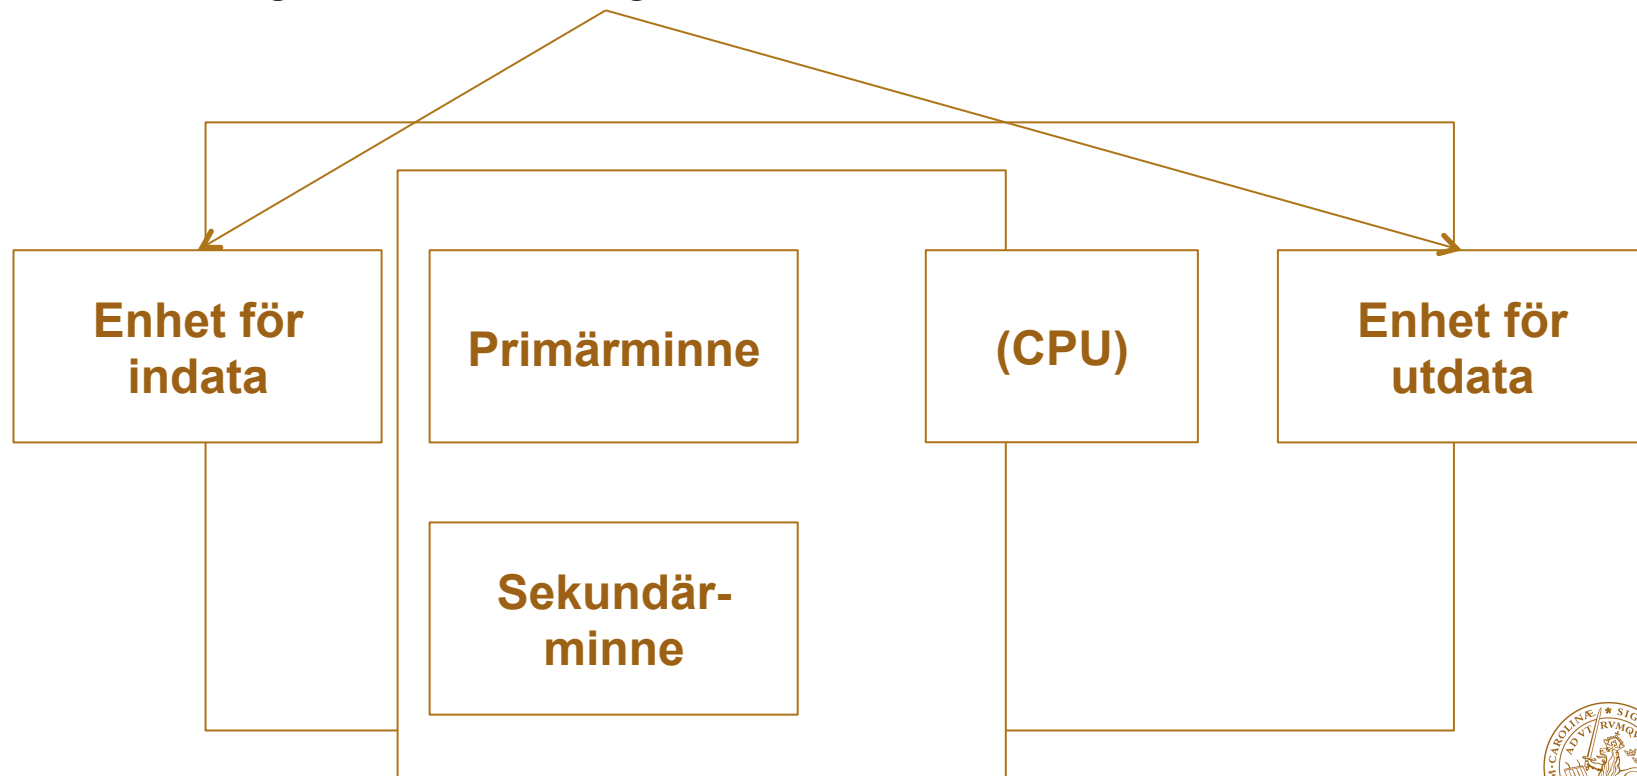 Enhet för
indata
Primärminne
(CPU)
Enhet för
utdata
Sekundär-
minne